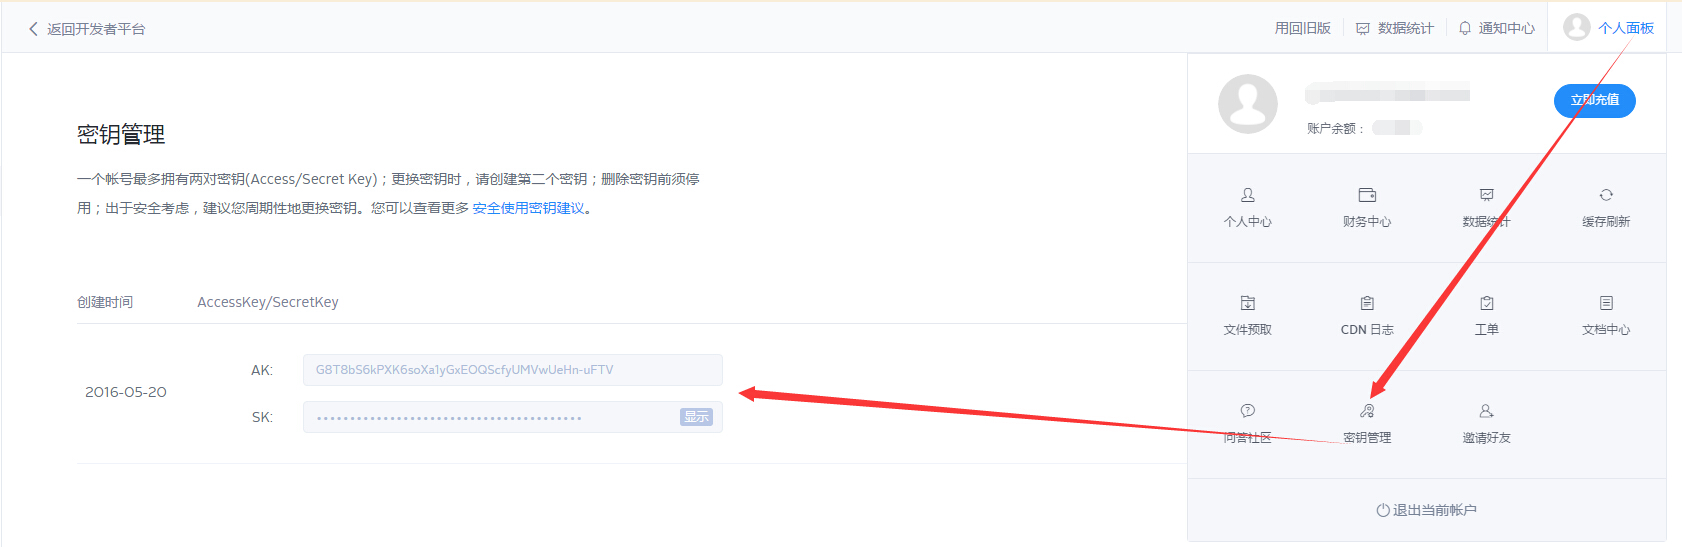 返回开发者平台
用回旧版
数据统计
通知中心
个人面板
密钥管理
一个帐号最多拥有两对密钥(Access/Secret Key)；更换密钥时，请创建第二个密钥；删除密钥前须停
用；出于安全考虑，建议您周期性地更换密钥。您可以查看更多 安全使用密钥建议。
创建时间 AccessKey/SecretKey
2016-05-20
AK: G8T8bS6kPXK6soXa1yGxEOQScfyUMVwUeHn-uFTV
SK: •••••••••••••••••••••••••••••••••••••••• 显示
立即充值
账户余额：
个人中心 财务中心 数据统计 缓存刷新
文件预取 CDN 日志 工单 文档中心
问答社区 密钥管理 邀请好友
退出当前帐户